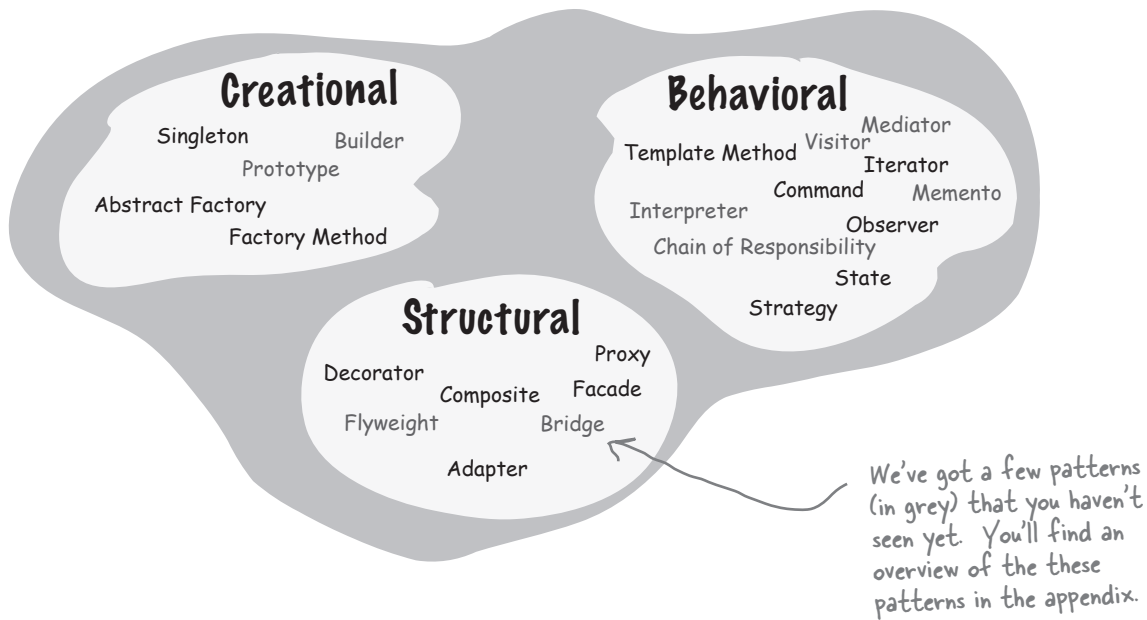 Creational
Singleton
Builder
Prototype
Abstract Factory
Factory Method
Behavioral
Mediator
Visitor
Template Method
Iterator
Command
Memento
Interpreter
Observer
Chain of Responsibility
State
Strategy
Structural
Proxy
Decorator
Composite
Facade
Flyweight
Bridge
Adapter
We've got a few patterns
(in grey) that you haven't
seen yet. You'll find an
overview of the these
patterns in the appendix.